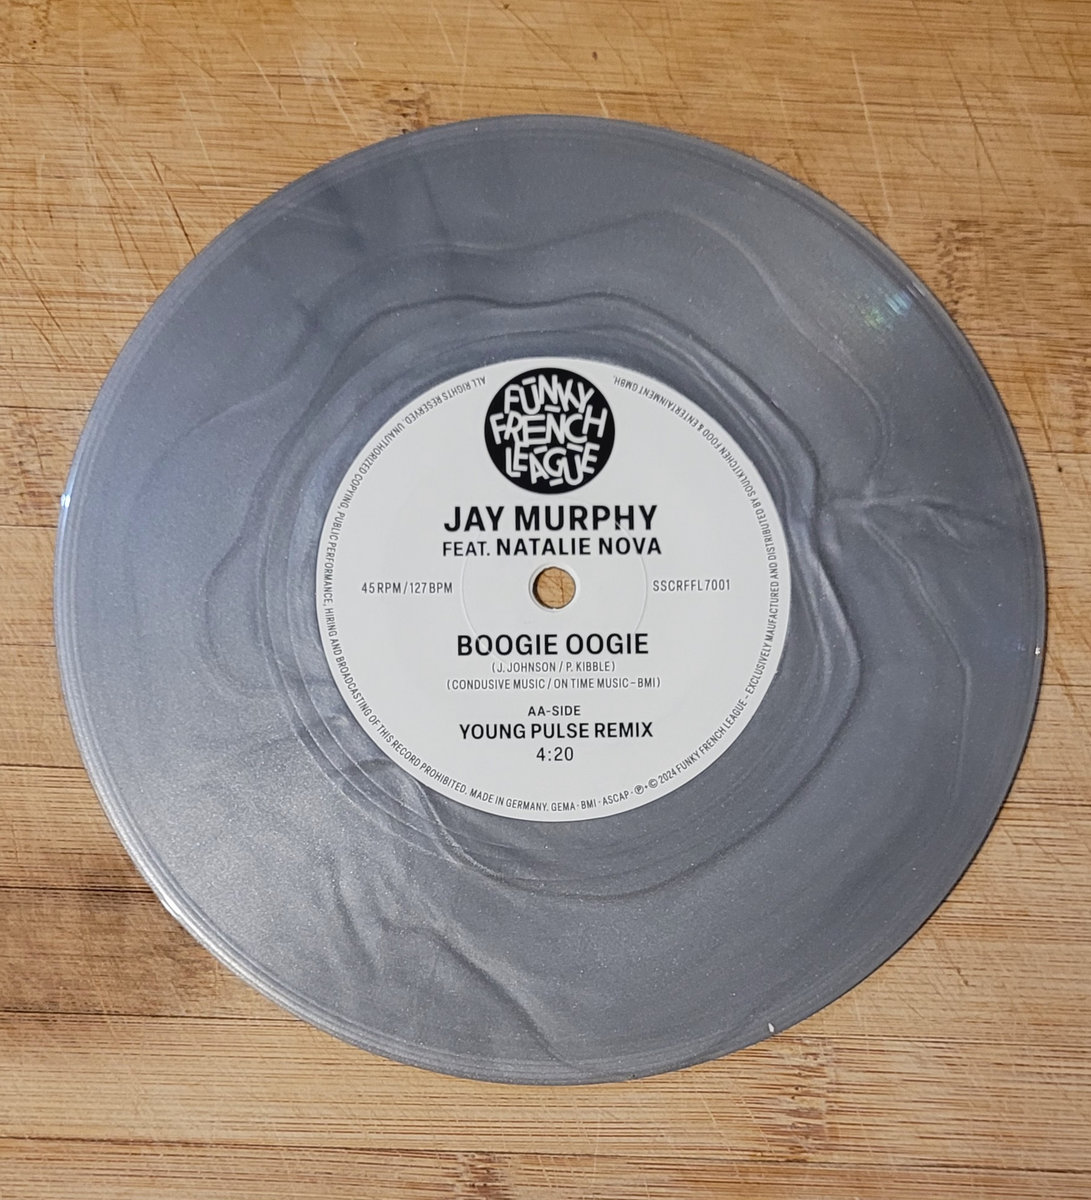 FUNKY
FRENCH
LEAGUE
JAY MURPHY
FEAT. NATALIE NOVA
45 RPM / 127 BPM
SSCRFFL7001
BOOGIE OOGIE
(J. JOHNSON / P. KIBBLE)
(CONDUSIVE MUSIC / ON TIME MUSIC – BMI)
AA-SIDE
YOUNG PULSE REMIX
4:20
ALL RIGHTS RESERVED. UNAUTHORIZED COPYING, PUBLIC PERFORMANCE, HIRING AND BROADCASTING OF THIS RECORD PROHIBITED. MADE IN GERMANY. GEMA · BMI · ASCAP · ℗ + © 2024 FUNKY FRENCH LEAGUE – EXCLUSIVELY MAUFACTURED AND DISTRIBUTED BY SOULKITCHEN FOOD & ENTERTAINMENT GMBH.